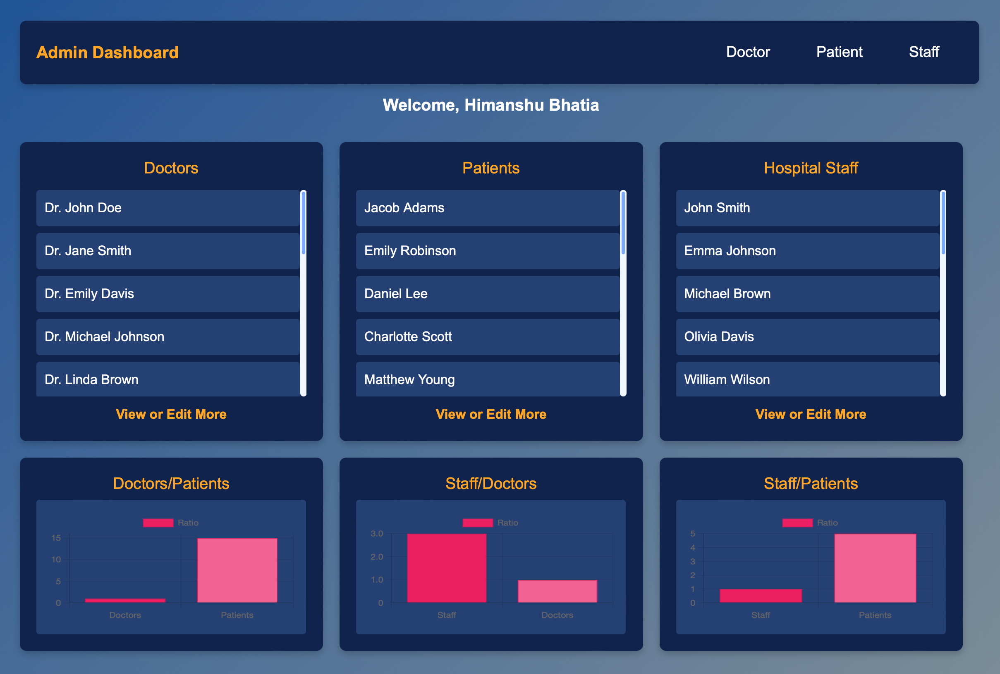 Admin Dashboard
Doctor
Patient
Staff
Welcome, Himanshu Bhatia
Doctors
Dr. John Doe
Dr. Jane Smith
Dr. Emily Davis
Dr. Michael Johnson
Dr. Linda Brown
View or Edit More
Patients
Jacob Adams
Emily Robinson
Daniel Lee
Charlotte Scott
Matthew Young
View or Edit More
Hospital Staff
John Smith
Emma Johnson
Michael Brown
Olivia Davis
William Wilson
View or Edit More
Doctors/Patients
Ratio
15
10
5
0
Doctors
Patients
Staff/Doctors
Ratio
3.0
2.0
1.0
0
Staff
Doctors
Staff/Patients
Ratio
5
4
3
2
1
0
Staff
Patients